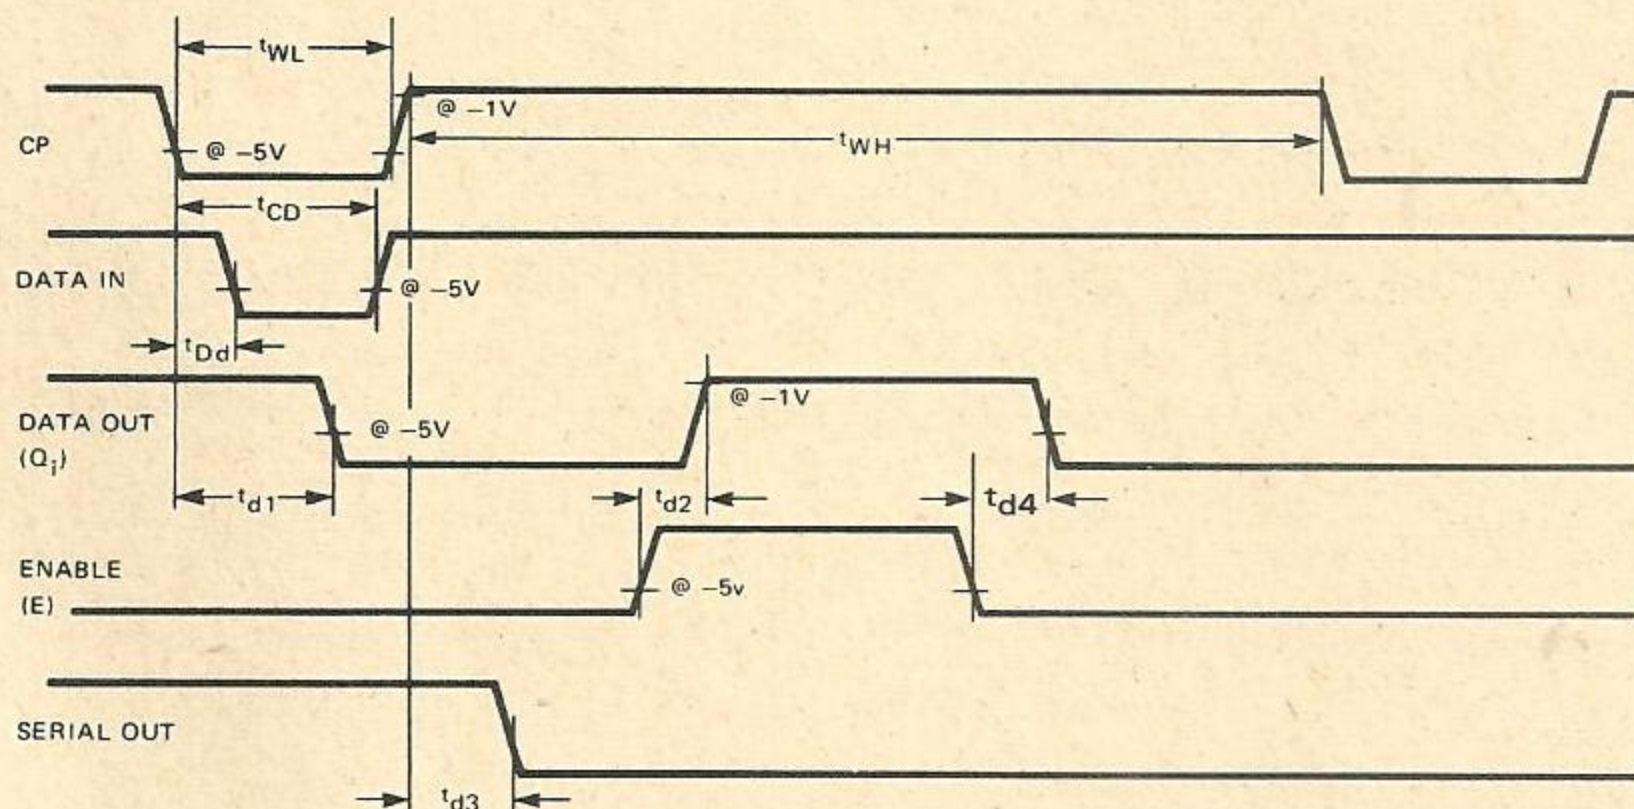 tWL
@ −1V
CP
@ −5V
tWH
tCD
DATA IN
@ −5V
tDd
@ −1V
DATA OUT
(Qi)
@ −5V
td1
td2
td4
ENABLE
(E)
@ −5v
SERIAL OUT
td3